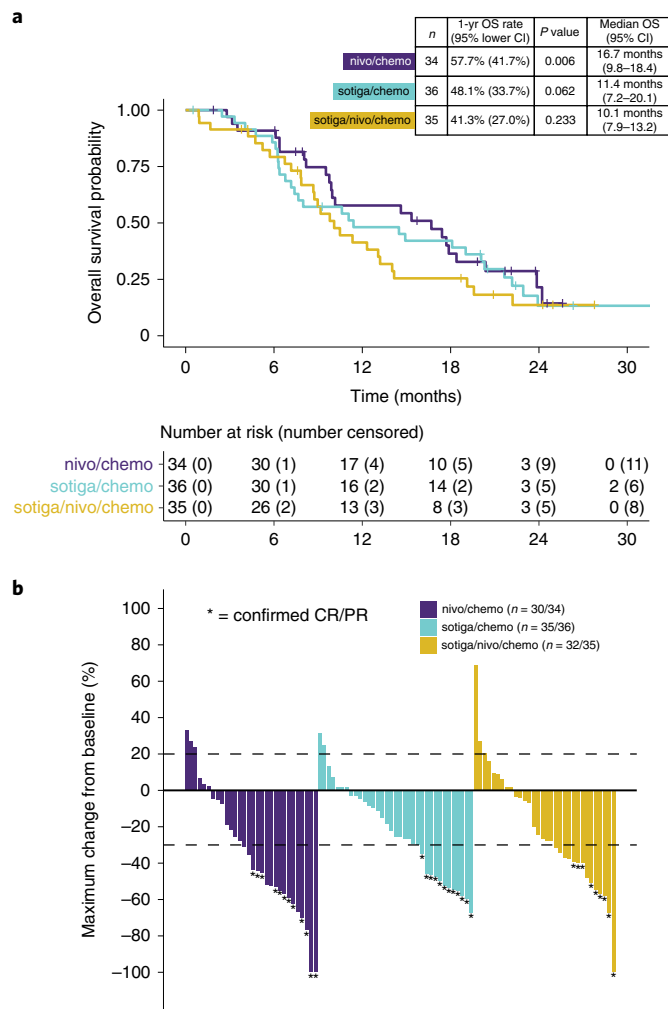 a
n 1-yr OS rate (95% lower CI) P value Median OS (95% CI)
nivo/chemo 34 57.7% (41.7%) 0.006 16.7 months (9.8–18.4)
sotiga/chemo 36 48.1% (33.7%) 0.062 11.4 months (7.2–20.1)
sotiga/nivo/chemo 35 41.3% (27.0%) 0.233 10.1 months (7.9–13.2)
Overall survival probability
1.00
0.75
0.50
0.25
0
0 6 12 18 24 30
Time (months)
Number at risk (number censored)
nivo/chemo 34 (0) 30 (1) 17 (4) 10 (5) 3 (9) 0 (11)
sotiga/chemo 36 (0) 30 (1) 16 (2) 14 (2) 3 (5) 2 (6)
sotiga/nivo/chemo 35 (0) 26 (2) 13 (3) 8 (3) 3 (5) 0 (8)
0 6 12 18 24 30
b
* = confirmed CR/PR
nivo/chemo (n = 30/34)
sotiga/chemo (n = 35/36)
sotiga/nivo/chemo (n = 32/35)
Maximum change from baseline (%)
100
80
60
40
20
0
−20
−40
−60
−80
−100